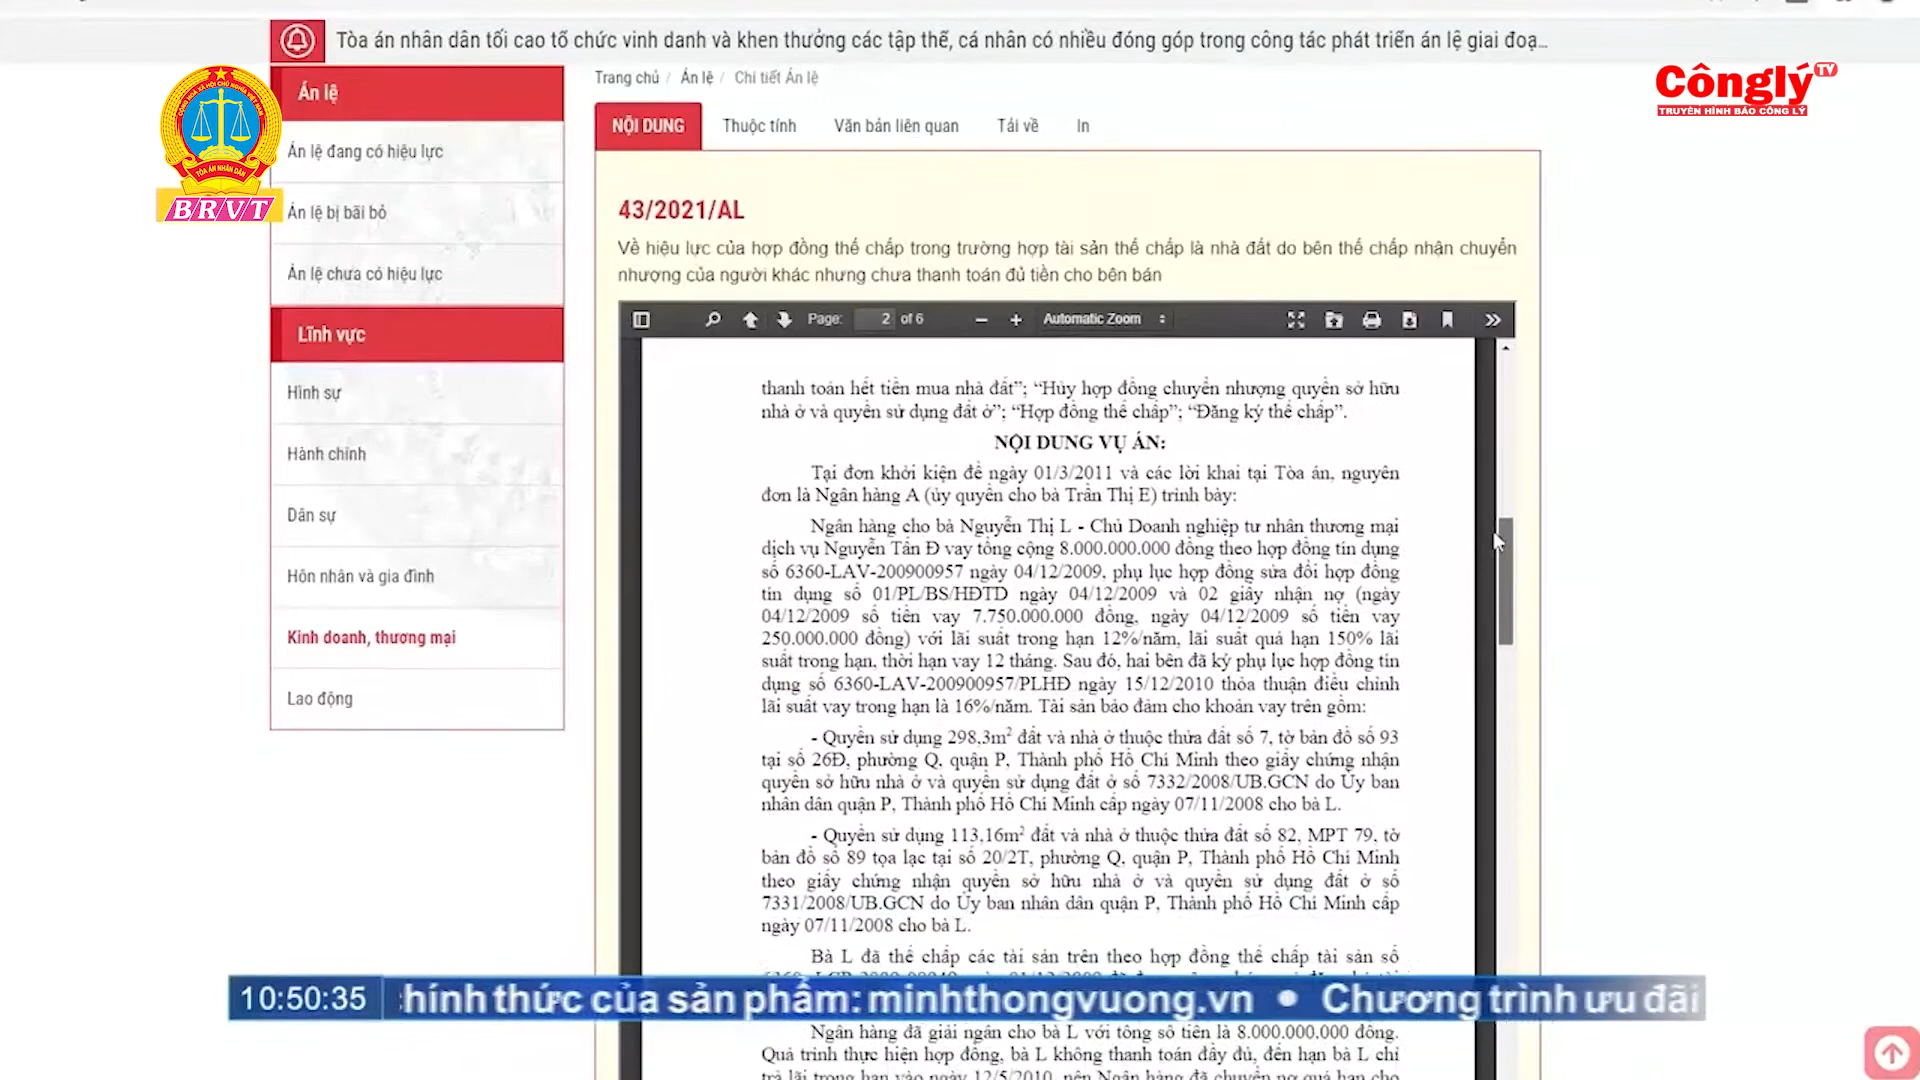 Tòa án nhân dân tối cao tổ chức vinh danh và khen thưởng các tập thể, cá nhân có nhiều đóng góp trong công tác phát triển án lệ giai đoạ...
Cônglý TV
TRUYỀN HÌNH BÁO CÔNG LÝ
TÒA ÁN NHÂN DÂN
BRVT
Án lệ
Án lệ đang có hiệu lực
Án lệ bị bãi bỏ
Án lệ chưa có hiệu lực
Lĩnh vực
Hình sự
Hành chính
Dân sự
Hôn nhân và gia đình
Kinh doanh, thương mại
Lao động
Trang chủ / Án lệ / Chi tiết Án lệ
NỘI DUNG Thuộc tính Văn bản liên quan Tải về In
43/2021/AL
Về hiệu lực của hợp đồng thế chấp trong trường hợp tài sản thế chấp là nhà đất do bên thế chấp nhận chuyển
nhượng của người khác nhưng chưa thanh toán đủ tiền cho bên bán
Page: 2 of 6 Automatic Zoom
thanh toán hết tiền mua nhà đất”; “Hủy hợp đồng chuyển nhượng quyền sở hữu
nhà ở và quyền sử dụng đất ở”; “Hợp đồng thế chấp”; “Đăng ký thế chấp”.
NỘI DUNG VỤ ÁN:
Tại đơn khởi kiện đề ngày 01/3/2011 và các lời khai tại Tòa án, nguyên
đơn là Ngân hàng A (ủy quyền cho bà Trần Thị E) trình bày:
Ngân hàng cho bà Nguyễn Thị L - Chủ Doanh nghiệp tư nhân thương mại
dịch vụ Nguyễn Tấn Đ vay tổng cộng 8.000.000.000 đồng theo hợp đồng tín dụng
số 6360-LAV-200900957 ngày 04/12/2009, phụ lục hợp đồng sửa đổi hợp đồng
tín dụng số 01/PL/BS/HĐTD ngày 04/12/2009 và 02 giấy nhận nợ (ngày
04/12/2009 số tiền vay 7.750.000.000 đồng, ngày 04/12/2009 số tiền vay
250.000.000 đồng) với lãi suất trong hạn 12%/năm, lãi suất quá hạn 150% lãi
suất trong hạn, thời hạn vay 12 tháng. Sau đó, hai bên đã ký phụ lục hợp đồng tín
dụng số 6360-LAV-200900957/PLHĐ ngày 15/12/2010 thỏa thuận điều chỉnh
lãi suất vay trong hạn là 16%/năm. Tài sản bảo đảm cho khoản vay trên gồm:
- Quyền sử dụng 298,3m² đất và nhà ở thuộc thửa đất số 7, tờ bản đồ số 93
tại số 26Đ, phường Q, quận P, Thành phố Hồ Chí Minh theo giấy chứng nhận
quyền sở hữu nhà ở và quyền sử dụng đất ở số 7332/2008/UB.GCN do Ủy ban
nhân dân quận P, Thành phố Hồ Chí Minh cấp ngày 07/11/2008 cho bà L.
- Quyền sử dụng 113,16m² đất và nhà ở thuộc thửa đất số 82, MPT 79, tờ
bản đồ số 89 tọa lạc tại số 20/2T, phường Q, quận P, Thành phố Hồ Chí Minh
theo giấy chứng nhận quyền sở hữu nhà ở và quyền sử dụng đất ở số
7331/2008/UB.GCN do Ủy ban nhân dân quận P, Thành phố Hồ Chí Minh cấp
ngày 07/11/2008 cho bà L.
Bà L đã thế chấp các tài sản trên theo hợp đồng thế chấp tài sản số
10:50:35 hính thức của sản phẩm: minhthongvuong.vn • Chương trình ưu đãi
Ngân hàng đã giải ngân cho bà L với tổng số tiền là 8.000.000.000 đồng.
Quá trình thực hiện hợp đồng, bà L không thanh toán đầy đủ, đến hạn bà L chỉ
trả lãi trong hạn vào ngày 12/5/2010, nên Ngân hàng đã chuyển nợ quá hạn cho